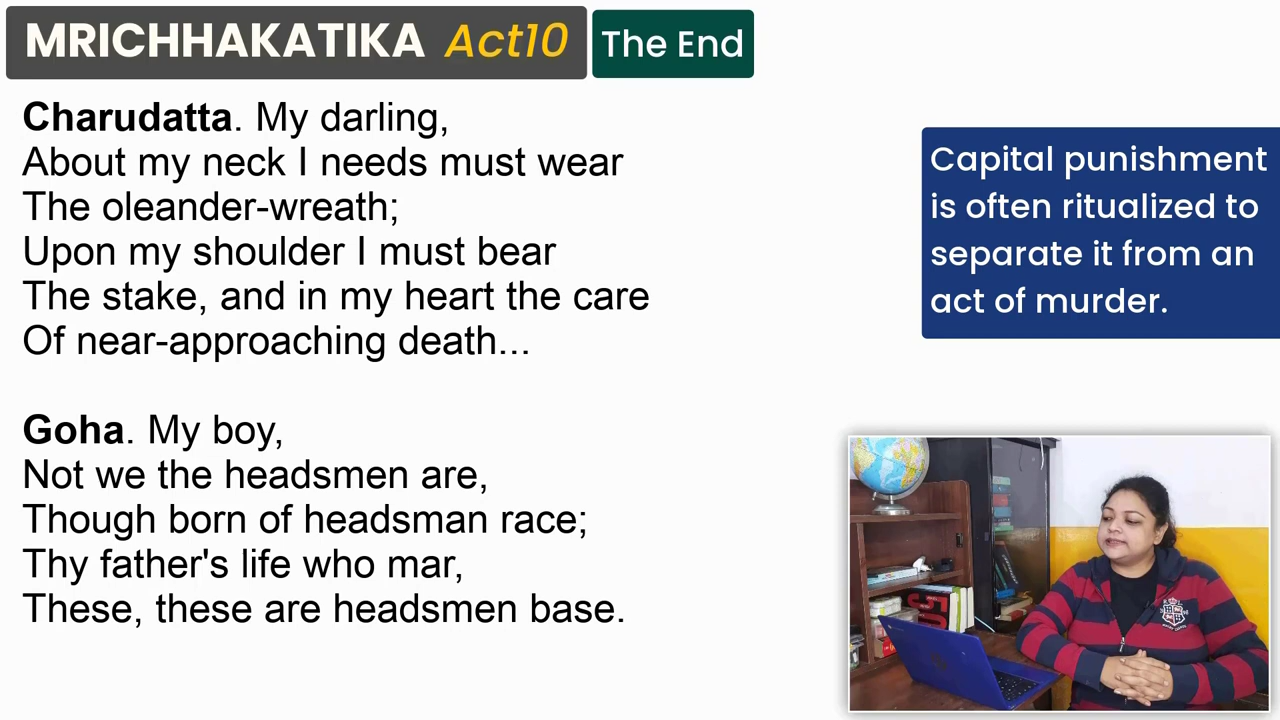 MRICHHAKATIKA Act10 The End
Charudatta. My darling,
About my neck I needs must wear
The oleander-wreath;
Upon my shoulder I must bear
The stake, and in my heart the care
Of near-approaching death...
Goha. My boy,
Not we the headsmen are,
Though born of headsman race;
Thy father's life who mar,
These, these are headsmen base.
Capital punishment
is often ritualized to
separate it from an
act of murder.